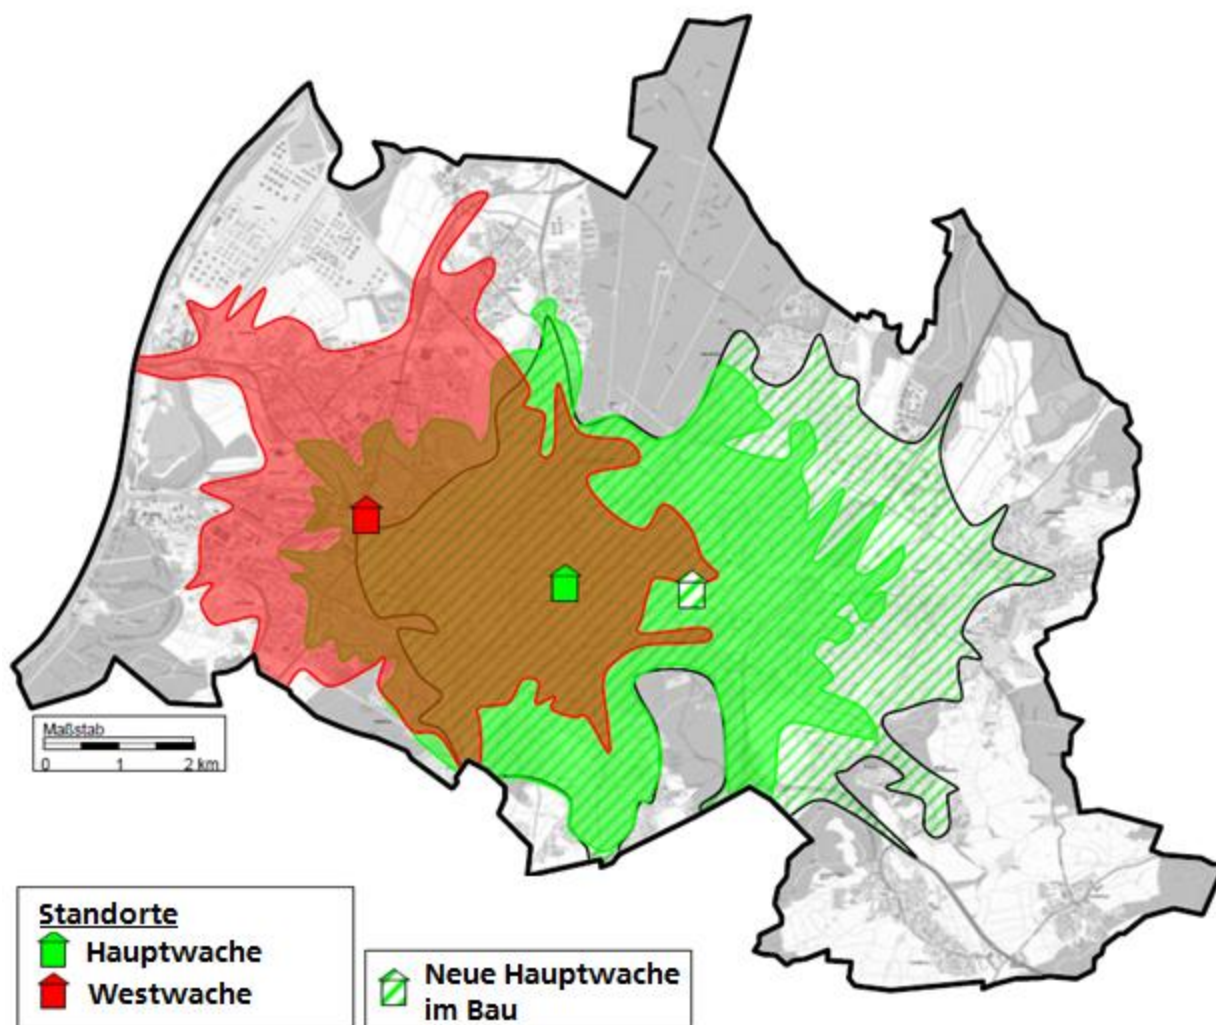 Maßstab
0 1 2 km
Standorte
Hauptwache
Westwache
Neue Hauptwache
im Bau